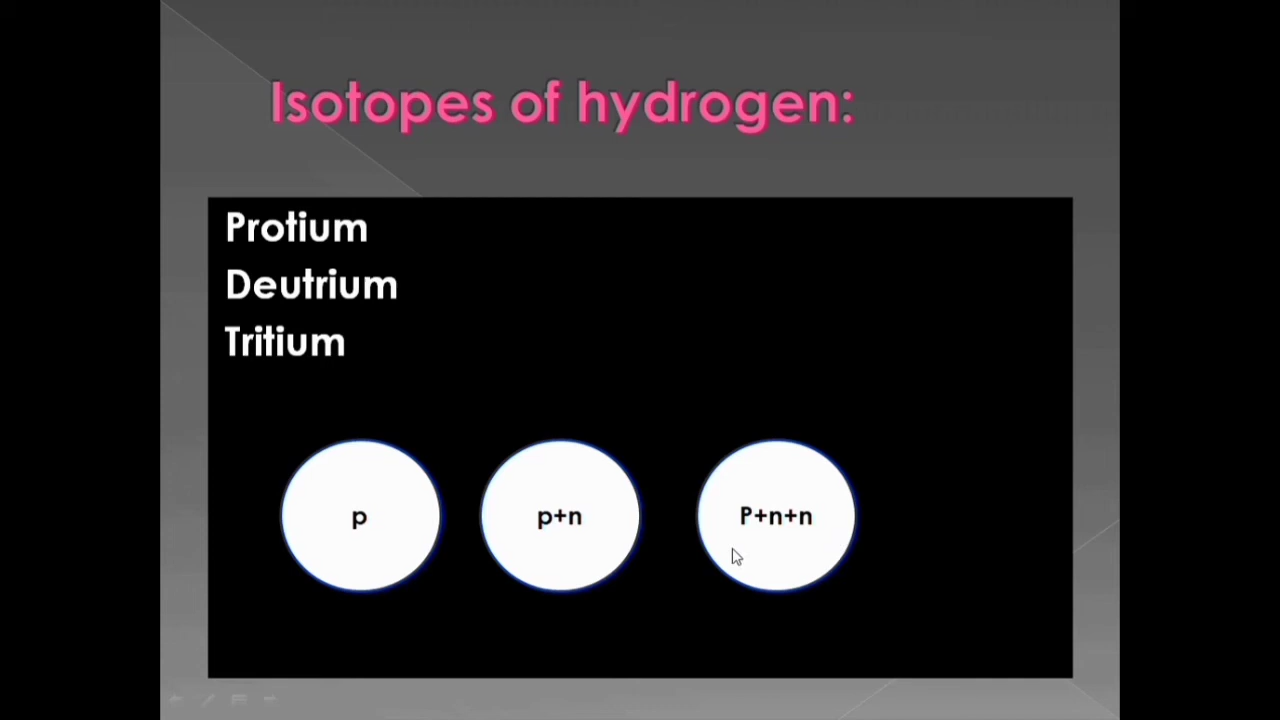 Isotopes of hydrogen:
Protium
Deutrium
Tritium
p
p+n
P+n+n